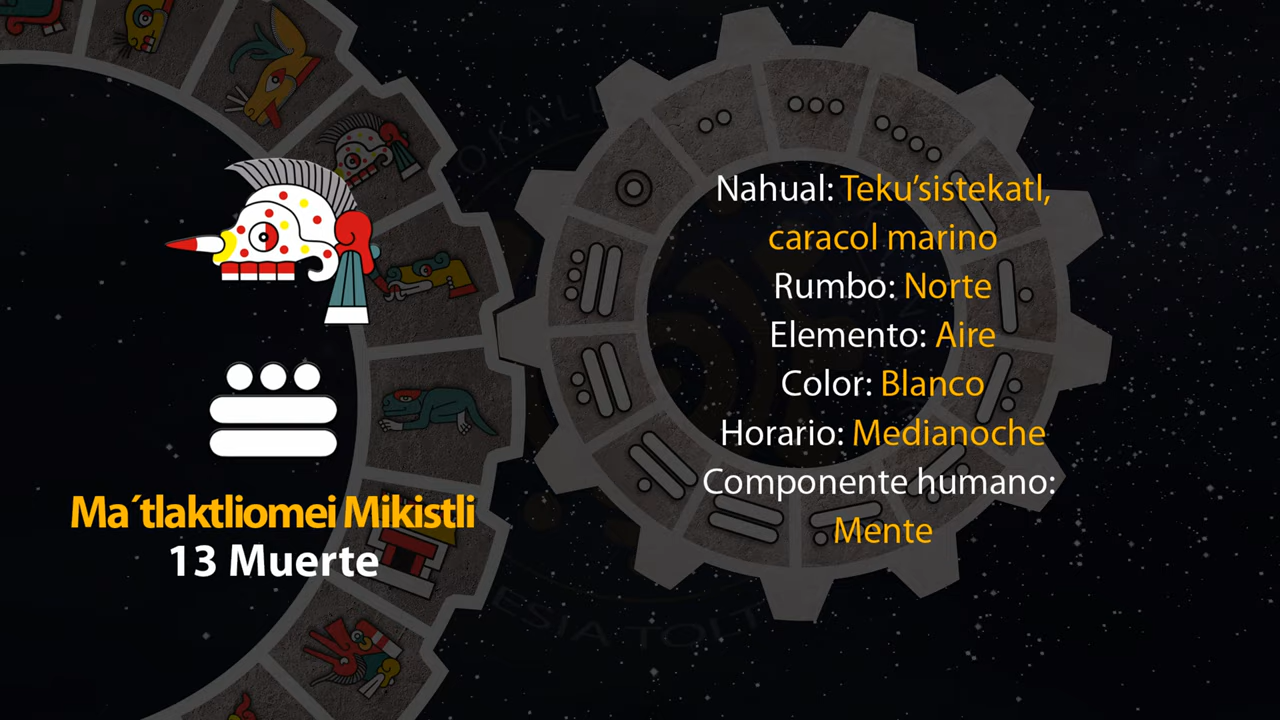 Ma´tlaktliomei Mikistli
13 Muerte
Nahual: Teku’sistekatl,
caracol marino
Rumbo: Norte
Elemento: Aire
Color: Blanco
Horario: Medianoche
Componente humano:
Mente